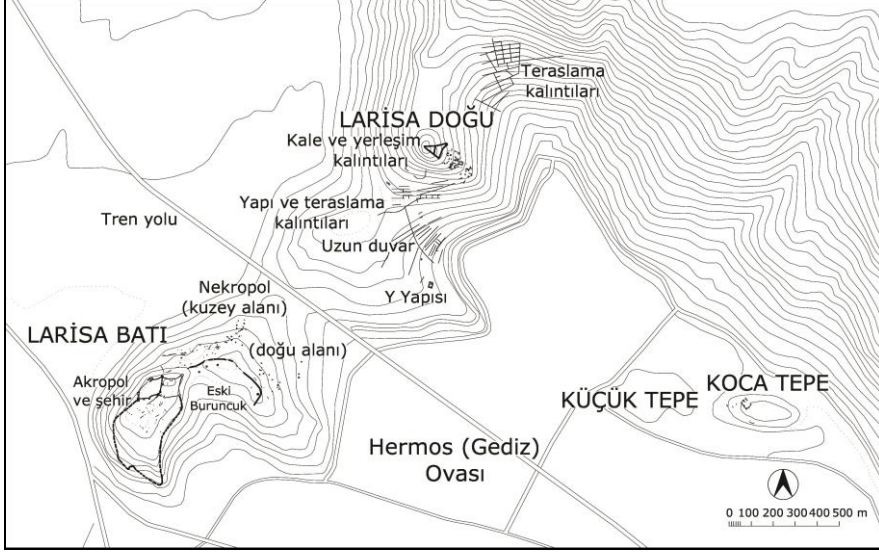 Teraslama
kalıntıları
LARİSA DOĞU
Kale ve yerleşim
kalıntıları
Yapı ve teraslama
kalıntıları
Tren yolu
Uzun duvar
Y Yapısı
Nekropol
(kuzey alanı)
LARİSA BATI
(doğu alanı)
Akropol
ve şehir
Eski
Buruncuk
KÜÇÜK TEPE
KOCA TEPE
Hermos (Gediz)
Ovası
0 100 200 300 400 500 m